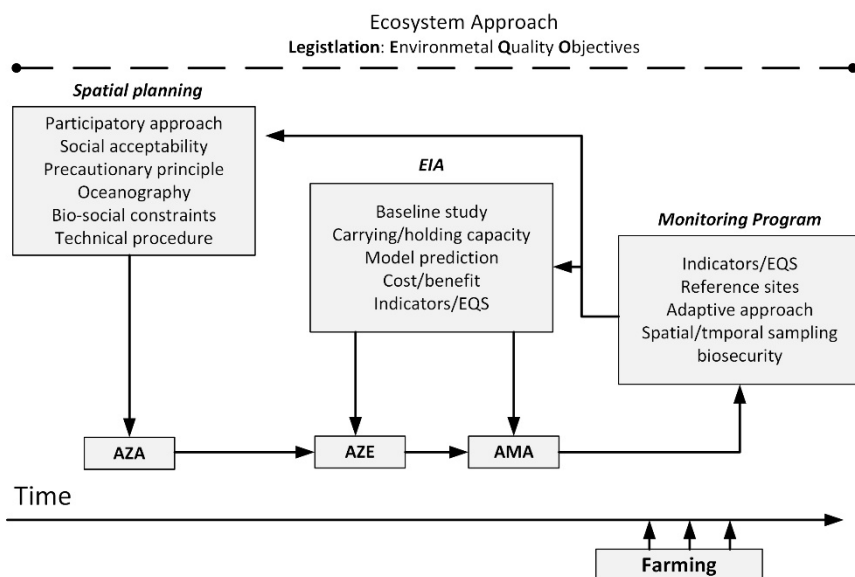 Ecosystem Approach
Legistlation: Environmetal Quality Objectives
Spatial planning
Participatory approach
Social acceptability
Precautionary principle
Oceanography
Bio-social constraints
Technical procedure
EIA
Baseline study
Carrying/holding capacity
Model prediction
Cost/benefit
Indicators/EQS
Monitoring Program
Indicators/EQS
Reference sites
Adaptive approach
Spatial/tmporal sampling
biosecurity
AZA
AZE
AMA
Time
Farming